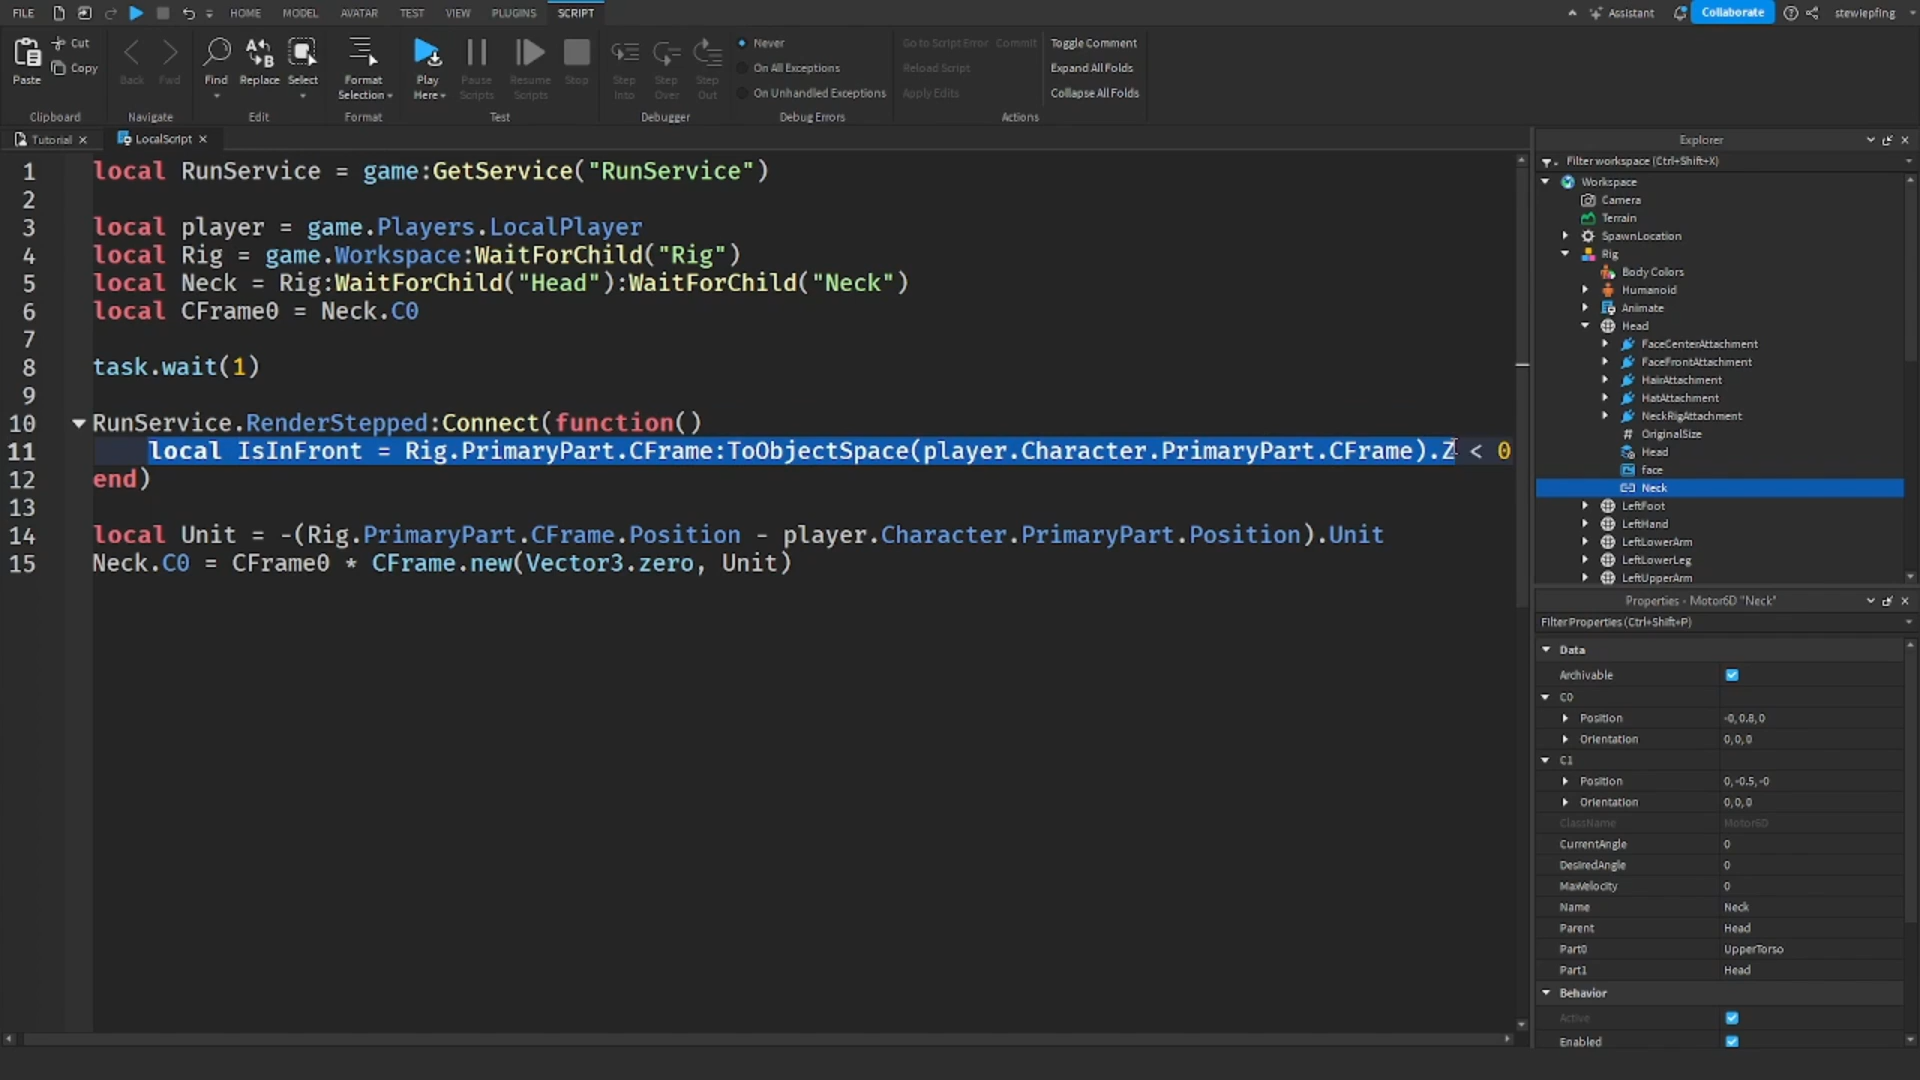 FILE HOME MODEL AVATAR TEST VIEW PLUGINS SCRIPT Assistant Collaborate stewiepfing
Paste Cut Copy Back Fwd Find Replace Select Format Selection Play Here Pause Scripts Resume Scripts Stop Step Into Step Over Step Out
Never
On All Exceptions
On Unhandled Exceptions
Go to Script Error Commit
Reload Script
Apply Edits
Toggle Comment
Expand All Folds
Collapse All Folds
Clipboard Navigate Edit Format Test Debugger Debug Errors Actions
Tutorial LocalScript
1 local RunService = game:GetService("RunService")
2
3 local player = game.Players.LocalPlayer
4 local Rig = game.Workspace:WaitForChild("Rig")
5 local Neck = Rig:WaitForChild("Head"):WaitForChild("Neck")
6 local CFrame0 = Neck.C0
7
8 task.wait(1)
9
10 RunService.RenderStepped:Connect(function()
11 local IsInFront = Rig.PrimaryPart.CFrame:ToObjectSpace(player.Character.PrimaryPart.CFrame).Z < 0
12 end)
13
14 local Unit = -(Rig.PrimaryPart.CFrame.Position - player.Character.PrimaryPart.Position).Unit
15 Neck.C0 = CFrame0 * CFrame.new(Vector3.zero, Unit)
Explorer
Filter workspace (Ctrl+Shift+X)
Workspace
Camera
Terrain
SpawnLocation
Rig
Body Colors
Humanoid
Animate
Head
FaceCenterAttachment
FaceFrontAttachment
HairAttachment
HatAttachment
NeckRigAttachment
OriginalSize
Head
face
Neck
LeftFoot
LeftHand
LeftLowerArm
LeftLowerLeg
LeftUpperArm
Properties - Motor6D "Neck"
Filter Properties (Ctrl+Shift+P)
Data
Archivable
C0
Position -0,0.8,0
Orientation 0,0,0
C1
Position 0,-0.5,-0
Orientation 0,0,0
ClassName Motor6D
CurrentAngle 0
DesiredAngle 0
MaxVelocity 0
Name Neck
Parent Head
Part0 UpperTorso
Part1 Head
Behavior
Active
Enabled